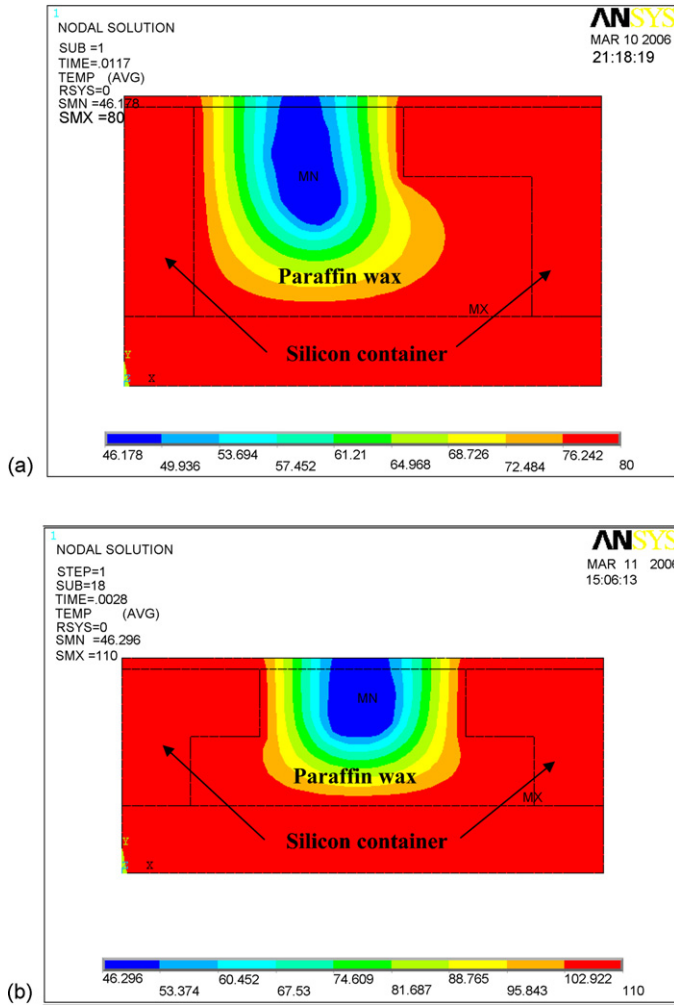 1
NODAL SOLUTION
SUB =1
TIME=.0117
TEMP (AVG)
RSYS=0
SMN =46.178
SMX =80
ANSYS
MAR 10 2006
21:18:19
MN
Paraffin wax
MX
Silicon container
Y
X
46.178 53.694 61.21 68.726 76.242
49.936 57.452 64.968 72.484 80
(a)
1
NODAL SOLUTION
STEP=1
SUB=18
TIME=.0028
TEMP (AVG)
RSYS=0
SMN =46.296
SMX =110
ANSYS
MAR 11 2006
15:06:13
MN
Paraffin wax
MX
Silicon container
Y
X
46.296 60.452 74.609 88.765 102.922
53.374 67.53 81.687 95.843 110
(b)